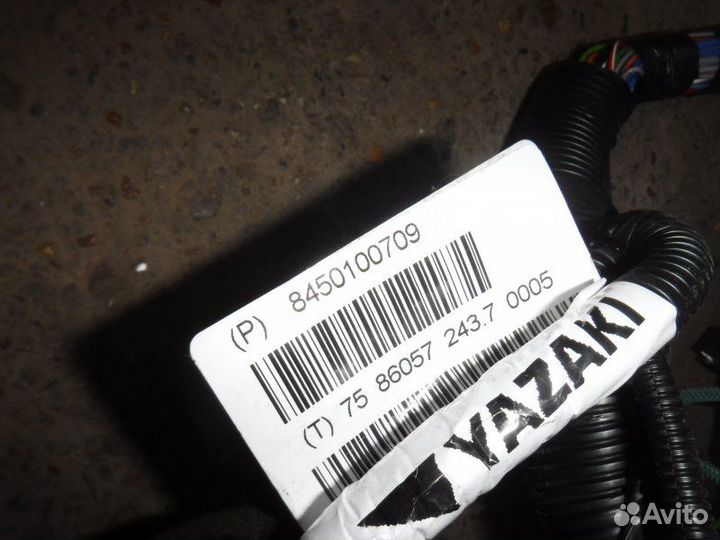 (P) 8450100709
(T) 75 86057 243.7 0005
YAZAKI
Avito